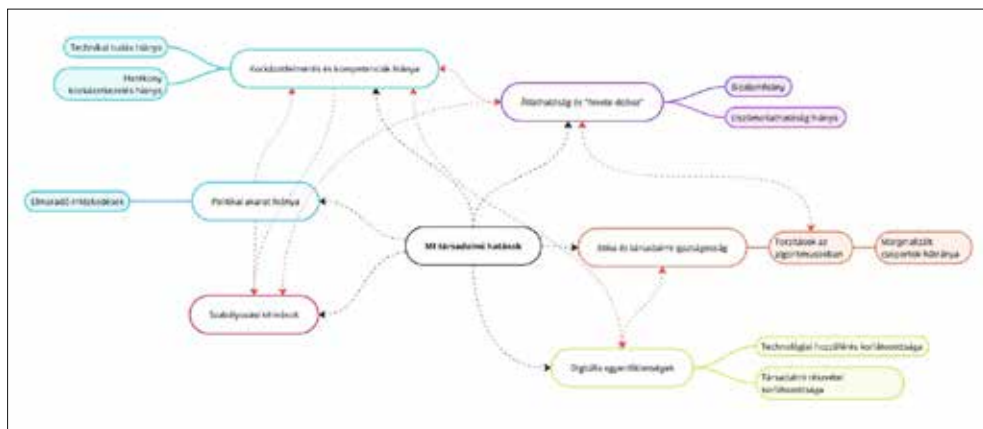 Technikai tudás hiánya
Hatékony
kockázatkezelés hiánya
Kockázatfelmérés és kompetenciák hiánya
Átláthatóság és "fekete doboz"
Bizalomhiány
Elszámoltathatóság hiánya
Elmaradó intézkedések
Politikai akarat hiánya
MI társadalmi hatások
Etika és társadalmi igazságosság
Torzítások az
algoritmusokban
Marginalizált
csoportok hátránya
Szabályozási kihívások
Digitális egyenlőtlenségek
Technológiai hozzáférés korlátozottsága
Társadalmi részvétel
korlátozottsága